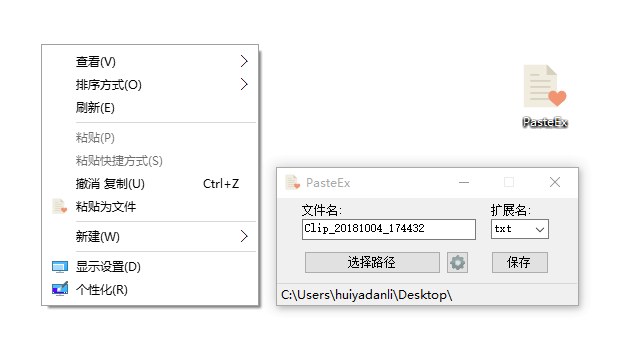 查看(V)
排序方式(O)
刷新(E)
粘贴(P)
粘贴快捷方式(S)
撤消 复制(U) Ctrl+Z
粘贴为文件
新建(W)
显示设置(D)
个性化(R)
PasteEx
PasteEx
文件名: 扩展名:
Clip_20181004_174432 txt
选择路径 保存
C:\Users\huiyadanli\Desktop\